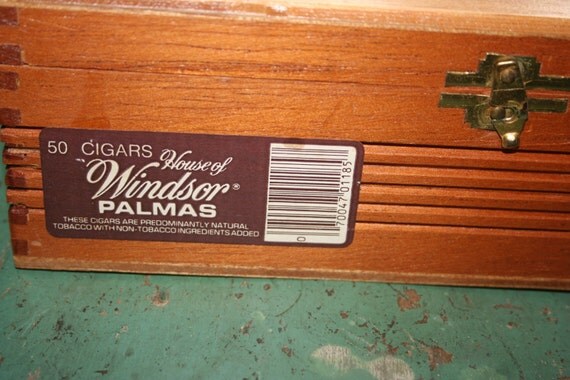 50 CIGARS
House of
Windsor®
PALMAS
THESE CIGARS ARE PREDOMINANTLY NATURAL
TOBACCO WITH NON-TOBACCO INGREDIENTS ADDED
0 70047 01185